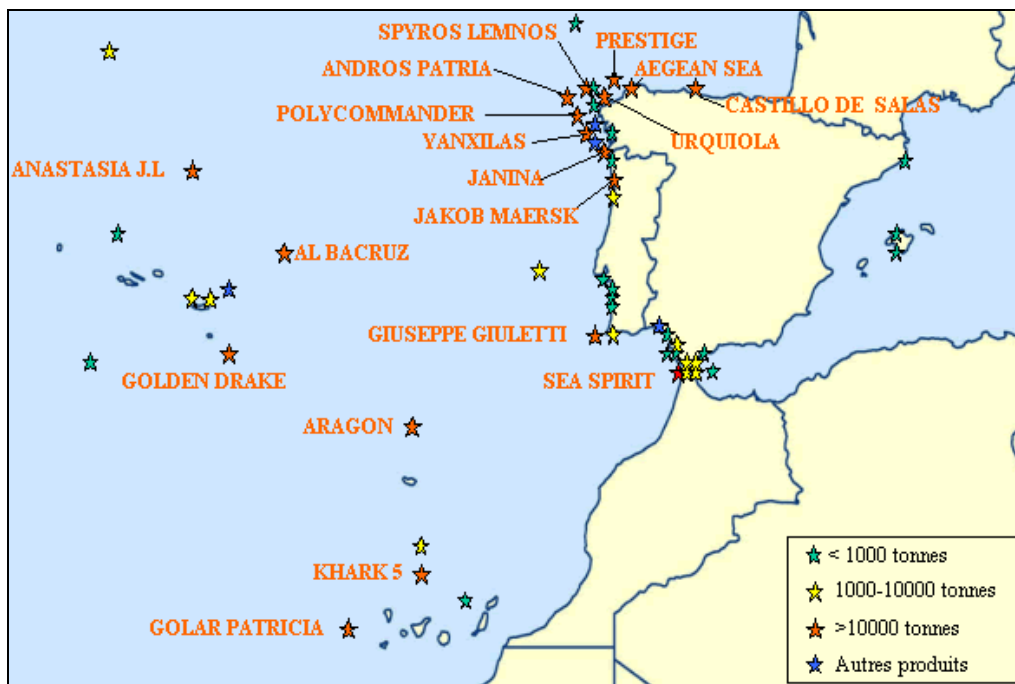 SPYROS LEMNOS
PRESTIGE
ANDROS PATRIA
AEGEAN SEA
CASTILLO DE SALAS
POLYCOMMANDER
YANXILAS
URQUIOLA
ANASTASIA J.L
JANINA
JAKOB MAERSK
AL BACRUZ
GIUSEPPE GIULETTI
GOLDEN DRAKE
SEA SPIRIT
ARAGON
KHARK 5
GOLAR PATRICIA
< 1000 tonnes
1000-10000 tonnes
>10000 tonnes
Autres produits